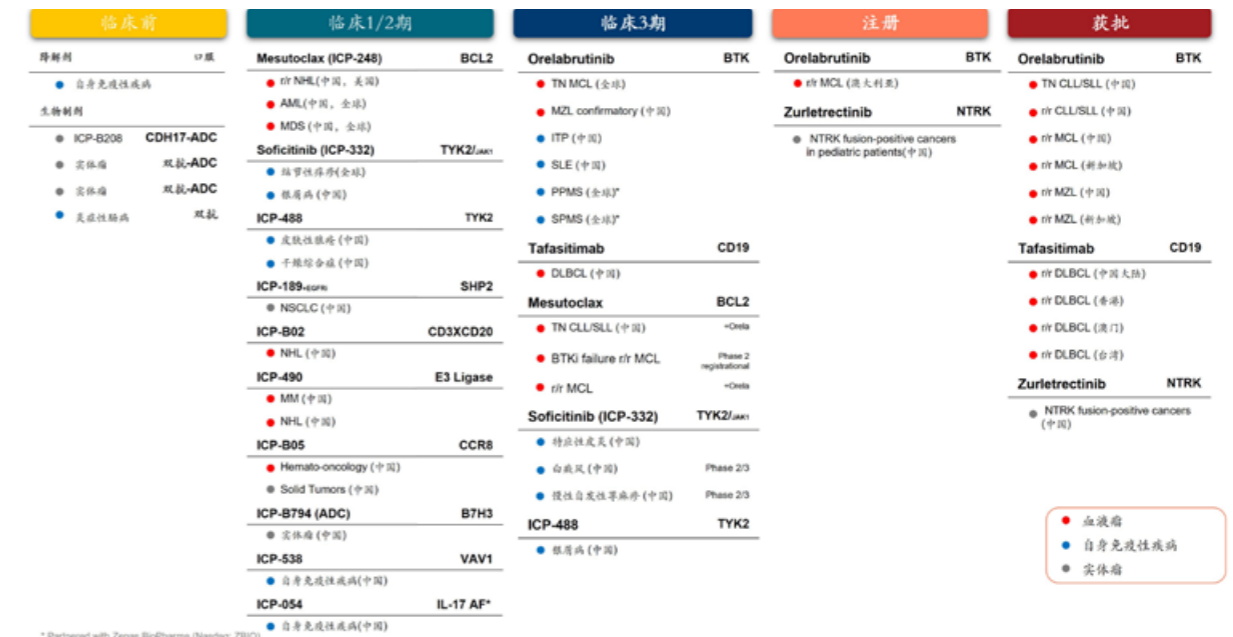 临床前
降解剂 口服
自身免疫性疾病
生物制剂
ICP-B208 CDH17-ADC
实体瘤 双抗-ADC
实体瘤 双抗-ADC
炎症性肠病 双抗
临床1/2期
Mesutoclax (ICP-248) BCL2
r/r NHL(中国，美国)
AML(中国，全球)
MDS (中国，全球)
Soficitinib (ICP-332) TYK2/JAK1
结节性痒疹(全球)
银屑病 (中国)
ICP-488 TYK2
皮肤性狼疮 (中国)
干燥综合症 (中国)
ICP-189+EGFRi SHP2
NSCLC (中国)
ICP-B02 CD3XCD20
NHL (中国)
ICP-490 E3 Ligase
MM (中国)
NHL (中国)
ICP-B05 CCR8
Hemato-oncology (中国)
Solid Tumors (中国)
ICP-B794 (ADC) B7H3
实体瘤 (中国)
ICP-538 VAV1
自身免疫性疾病(中国)
ICP-054 IL-17 AF*
自身免疫性疾病(中国)
临床3期
Orelabrutinib BTK
TN MCL (全球)
MZL confirmatory (中国)
ITP (中国)
SLE (中国)
PPMS (全球)*
SPMS (全球)*
Tafasitimab CD19
DLBCL (中国)
Mesutoclax BCL2
TN CLL/SLL (中国) +Orela
BTKi failure r/r MCL Phase 2 registrational
r/r MCL +Orela
Soficitinib (ICP-332) TYK2/JAK1
特应性皮炎 (中国)
白癜风 (中国) Phase 2/3
慢性自发性荨麻疹 (中国) Phase 2/3
ICP-488 TYK2
银屑病 (中国)
注册
Orelabrutinib BTK
r/r MCL (澳大利亚)
Zurletrectinib NTRK
NTRK fusion-positive cancers
in pediatric patients(中国)
获批
Orelabrutinib BTK
TN CLL/SLL (中国)
r/r CLL/SLL (中国)
r/r MCL (中国)
r/r MCL (新加坡)
r/r MZL (中国)
r/r MZL (新加坡)
Tafasitimab CD19
r/r DLBCL (中国大陆)
r/r DLBCL (香港)
r/r DLBCL (澳门)
r/r DLBCL (台湾)
Zurletrectinib NTRK
NTRK fusion-positive cancers
(中国)
血液瘤
自身免疫性疾病
实体瘤
* Partnered with Zenas BioPharma (Nasdaq: ZBIO)